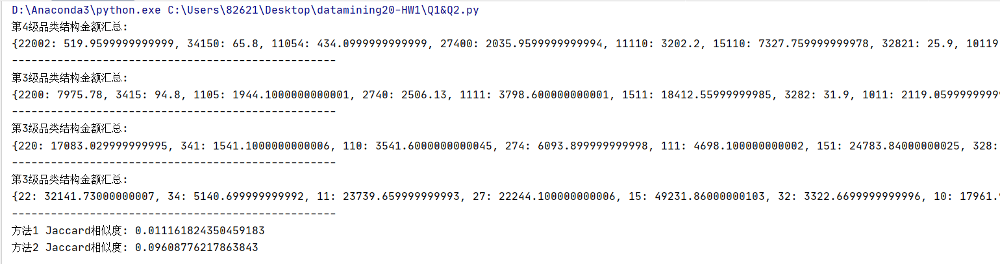 D:\Anaconda3\python.exe C:\Users\82621\Desktop\datamining20-HW1\Q1&Q2.py
第4级品类结构金额汇总:
{22002: 519.9599999999999, 34150: 65.8, 11054: 434.0999999999999, 27400: 2035.9599999999994, 11110: 3202.2, 15110: 7327.759999999978, 32821: 25.9, 10119
--------------------------------------------------
第3级品类结构金额汇总:
{2200: 7975.78, 3415: 94.8, 1105: 1944.1000000000001, 2740: 2506.13, 1111: 3798.600000000001, 1511: 18412.55999999985, 3282: 31.9, 1011: 2119.0599999999
--------------------------------------------------
第3级品类结构金额汇总:
{220: 17083.029999999995, 341: 1541.1000000000006, 110: 3541.6000000000045, 274: 6093.899999999998, 111: 4698.100000000002, 151: 24783.84000000025, 328:
--------------------------------------------------
第3级品类结构金额汇总:
{22: 32141.73000000007, 34: 5140.699999999992, 11: 23739.659999999993, 27: 22244.100000000006, 15: 49231.86000000103, 32: 3322.6699999999996, 10: 17961.9
--------------------------------------------------
方法1 Jaccard相似度: 0.011161824350459183
方法2 Jaccard相似度: 0.09608776217863843